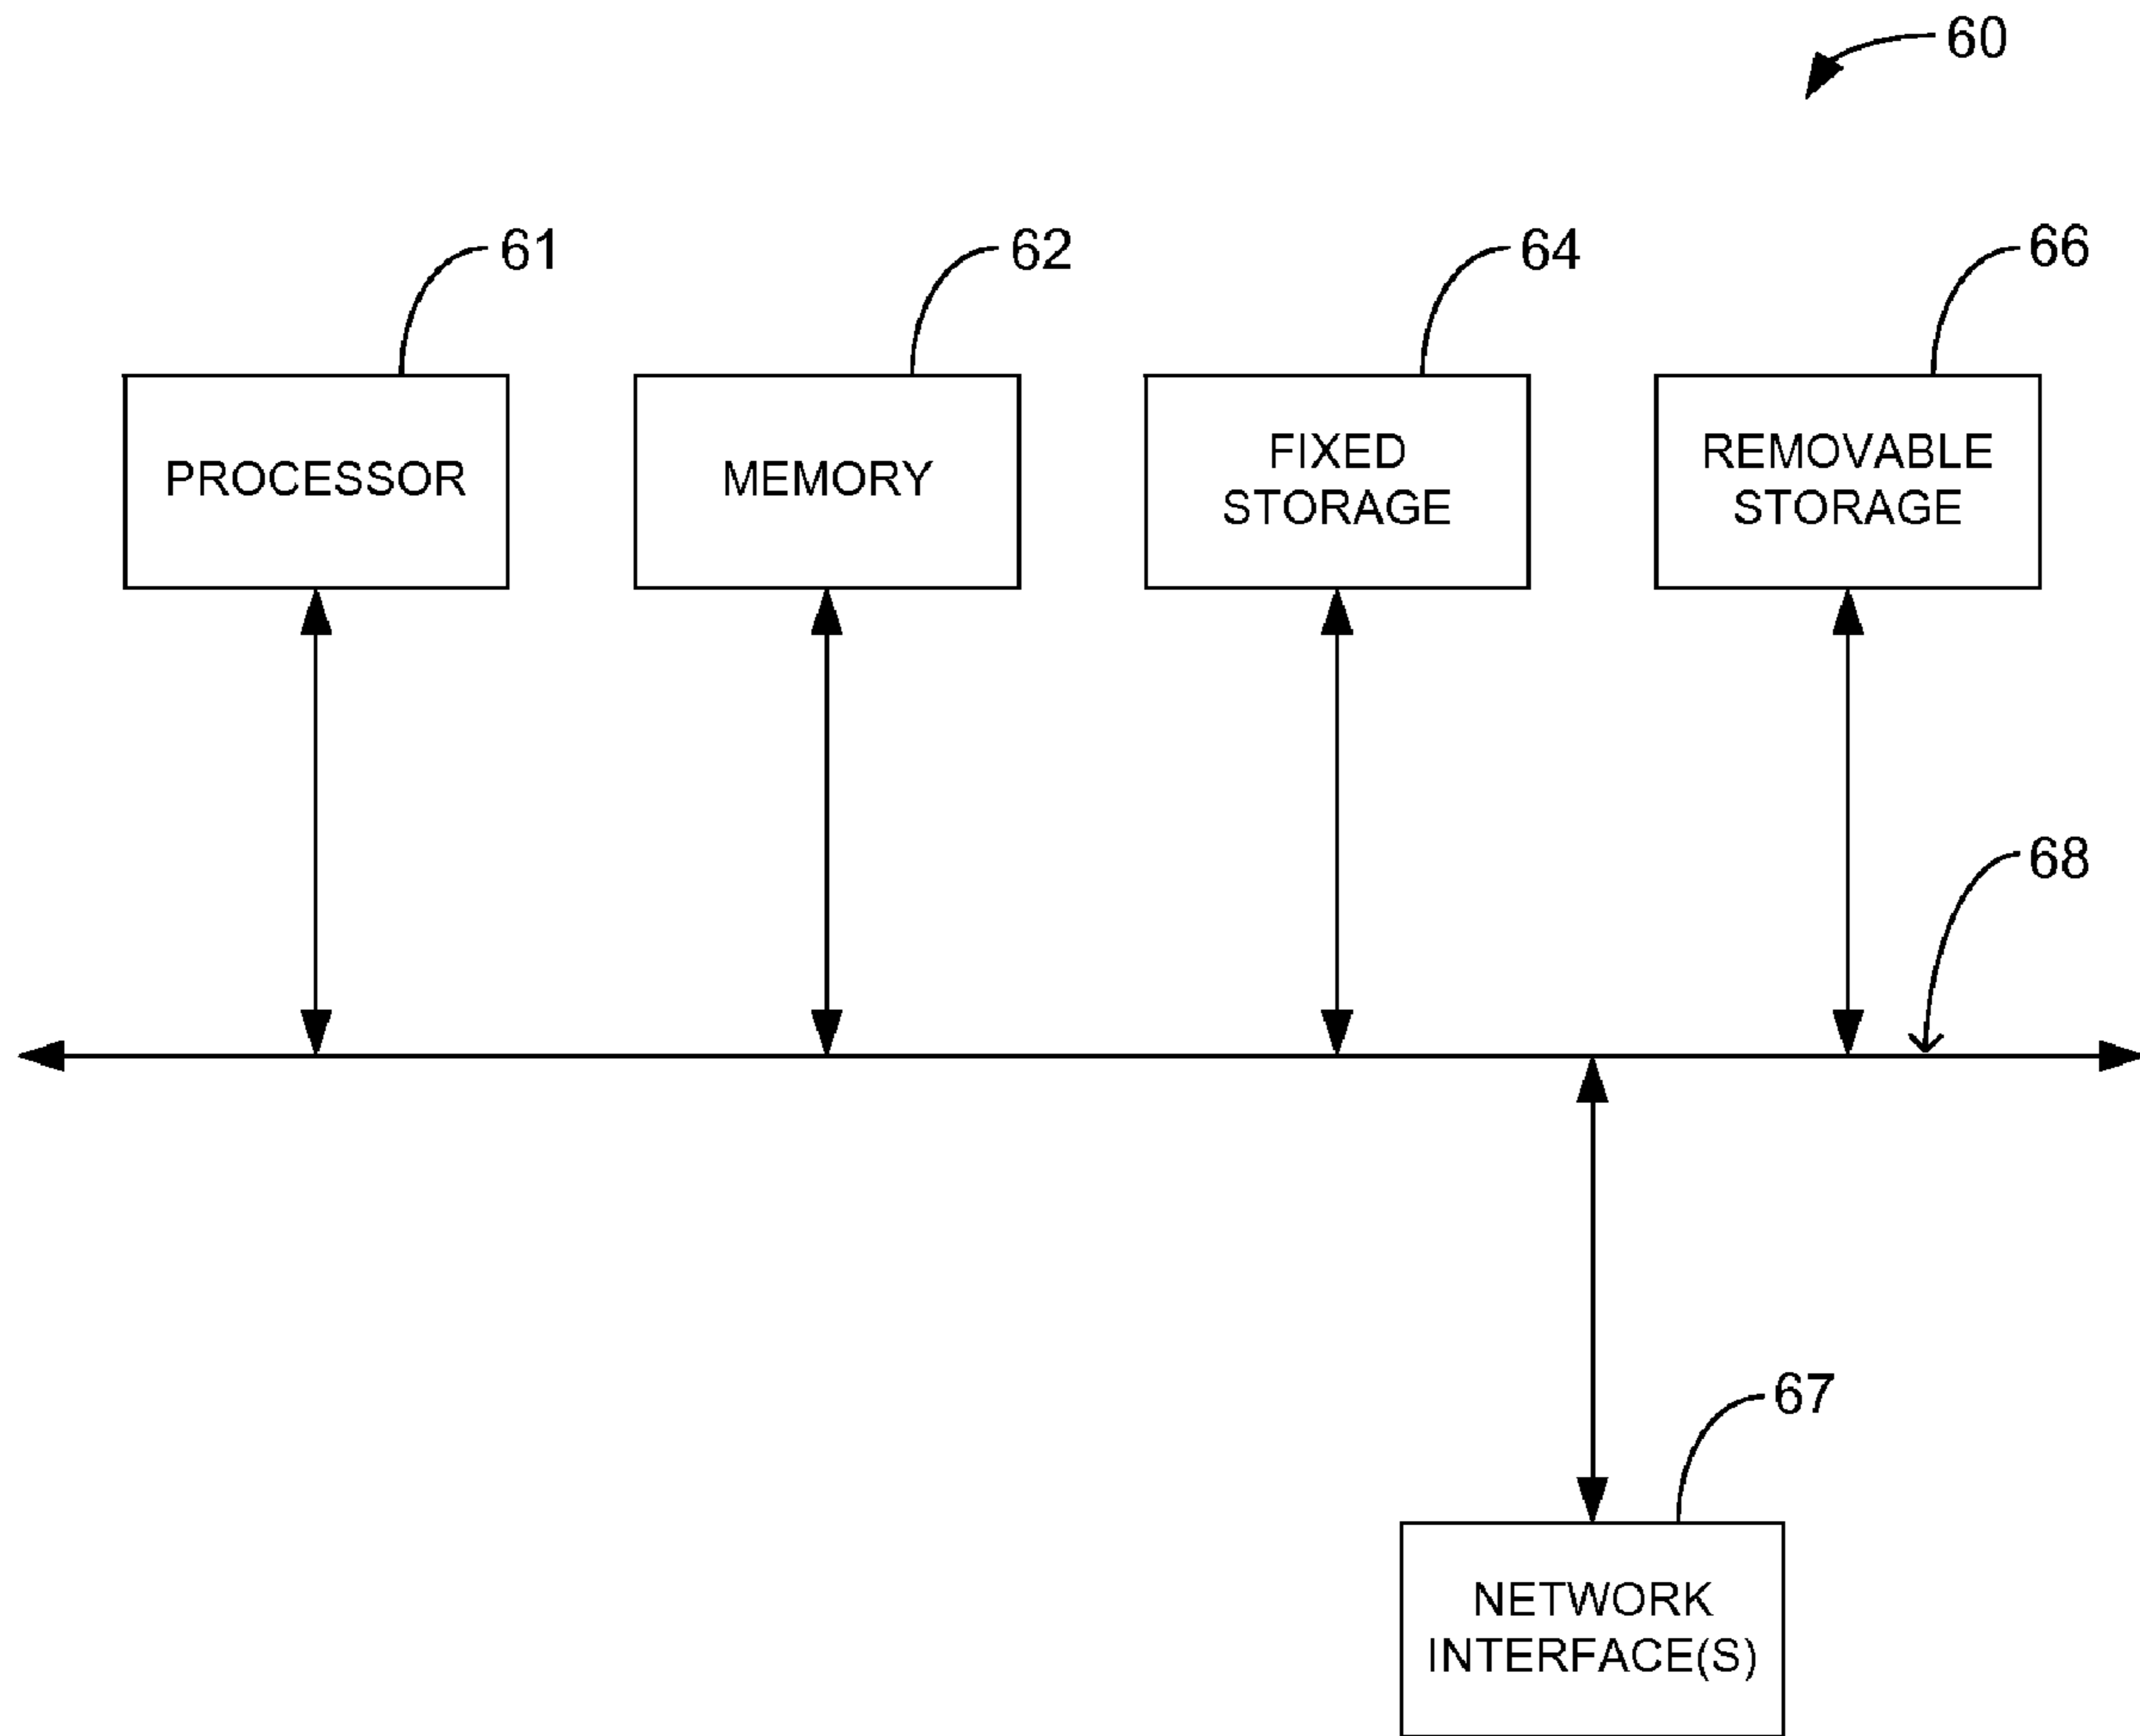 60
61
62
64
66
PROCESSOR
MEMORY
FIXED
STORAGE
REMOVABLE
STORAGE
68
67
NETWORK
INTERFACE(S)